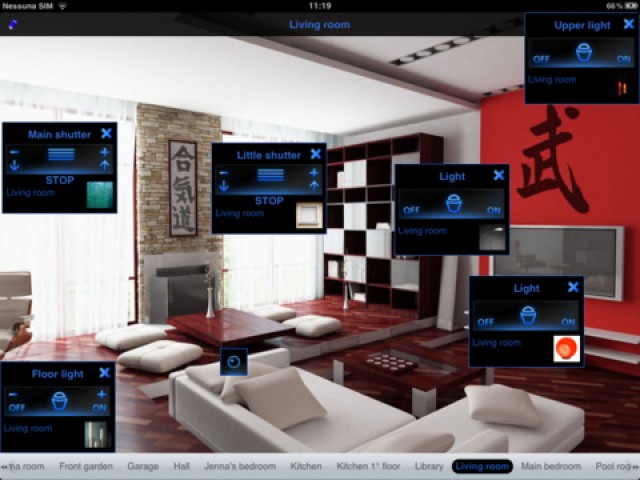 Nessuna SIM
11:19
66 %
Living room
Upper light
OFF
ON
Living room
Main shutter
STOP
Living room
合
気
道
Little shutter
STOP
Living room
武
Light
OFF
ON
Living room
Light
OFF
ON
Living room
Floor light
OFF
ON
Living room
na room
Front garden
Garage
Hall
Jenna's bedroom
Kitchen
Kitchen 1° floor
Library
Living room
Main bedroom
Pool roo